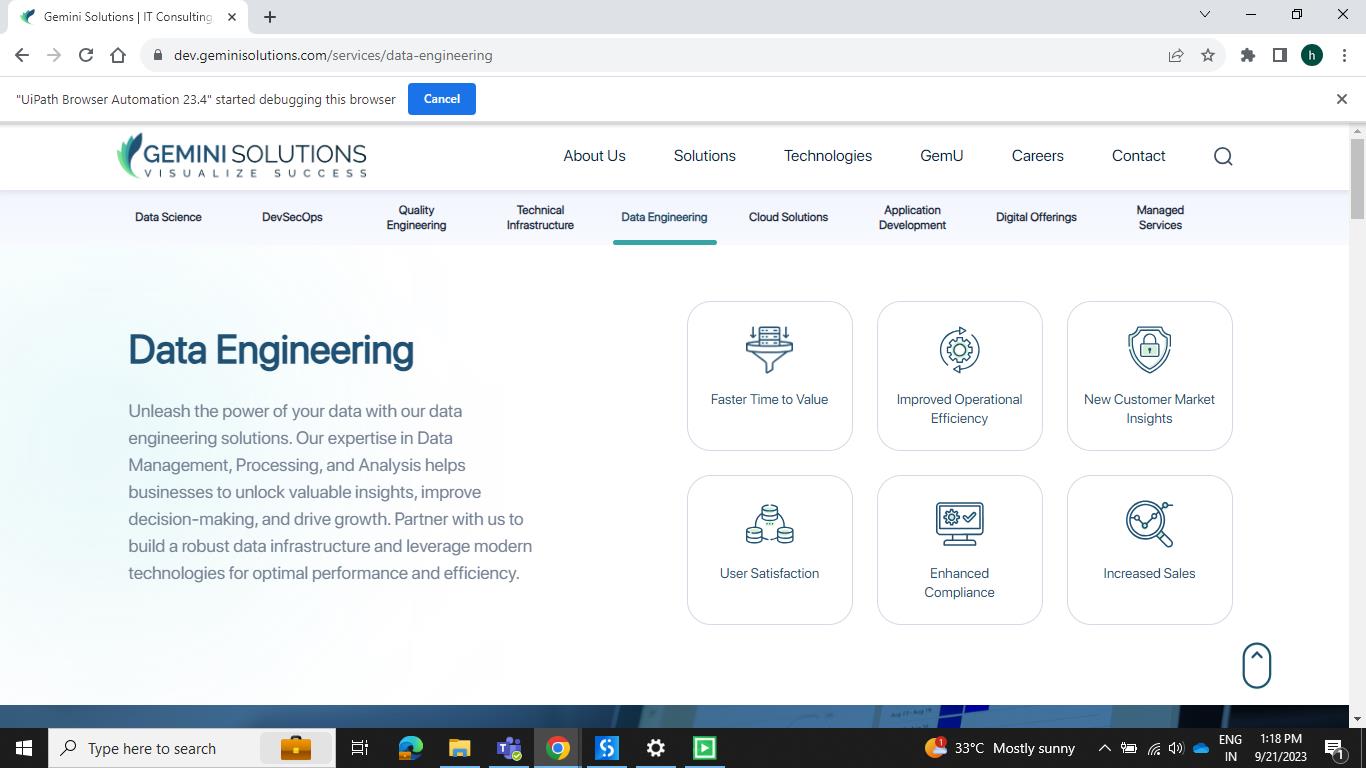 Gemini Solutions | IT Consulting
dev.geminisolutions.com/services/data-engineering
h
"UiPath Browser Automation 23.4" started debugging this browser
Cancel
GEMINI SOLUTIONS
VISUALIZE SUCCESS
About Us
Solutions
Technologies
GemU
Careers
Contact
Data Science
DevSecOps
Quality
Engineering
Technical
Infrastructure
Data Engineering
Cloud Solutions
Application
Development
Digital Offerings
Managed
Services
Data Engineering
Unleash the power of your data with our data
engineering solutions. Our expertise in Data
Management, Processing, and Analysis helps
businesses to unlock valuable insights, improve
decision-making, and drive growth. Partner with us to
build a robust data infrastructure and leverage modern
technologies for optimal performance and efficiency.
Faster Time to Value
Improved Operational
Efficiency
New Customer Market
Insights
User Satisfaction
Enhanced
Compliance
Increased Sales
Type here to search
1
33°C Mostly sunny
ENG
IN
1:18 PM
9/21/2023
1